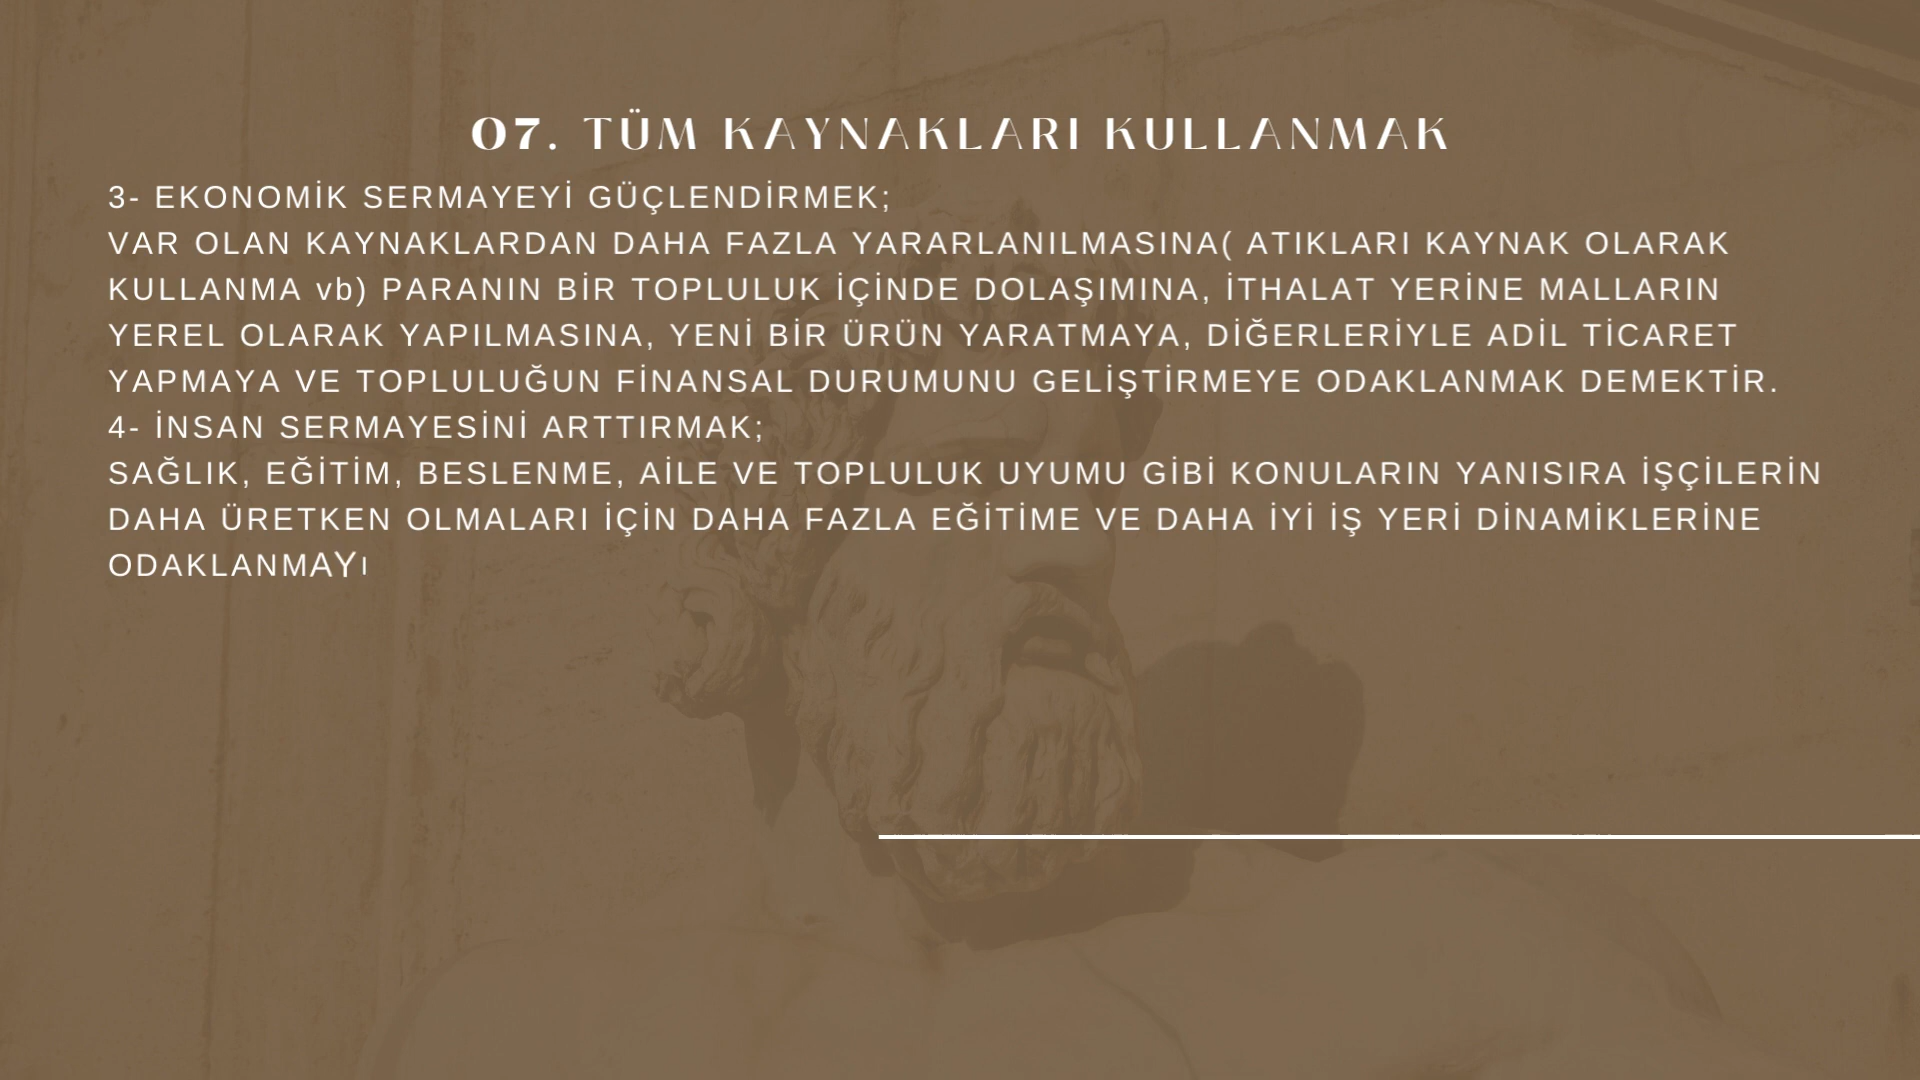 07. TÜM KAYNAKLARI KULLANMAK
3- EKONOMİK SERMAYEYİ GÜÇLENDİRMEK;
VAR OLAN KAYNAKLARDAN DAHA FAZLA YARARLANILMASINA( ATIKLARI KAYNAK OLARAK
KULLANMA vb) PARANIN BİR TOPLULUK İÇİNDE DOLAŞIMINA, İTHALAT YERİNE MALLARIN
YEREL OLARAK YAPILMASINA, YENİ BİR ÜRÜN YARATMAYA, DİĞERLERİYLE ADİL TİCARET
YAPMAYA VE TOPLULUĞUN FİNANSAL DURUMUNU GELİŞTİRMEYE ODAKLANMAK DEMEKTİR.
4- İNSAN SERMAYESİNİ ARTTIRMAK;
SAĞLIK, EĞİTİM, BESLENME, AİLE VE TOPLULUK UYUMU GİBİ KONULARIN YANISIRA İŞÇİLERİN
DAHA ÜRETKEN OLMALARI İÇİN DAHA FAZLA EĞİTİME VE DAHA İYİ İŞ YERİ DİNAMİKLERİNE
ODAKLANMAYı